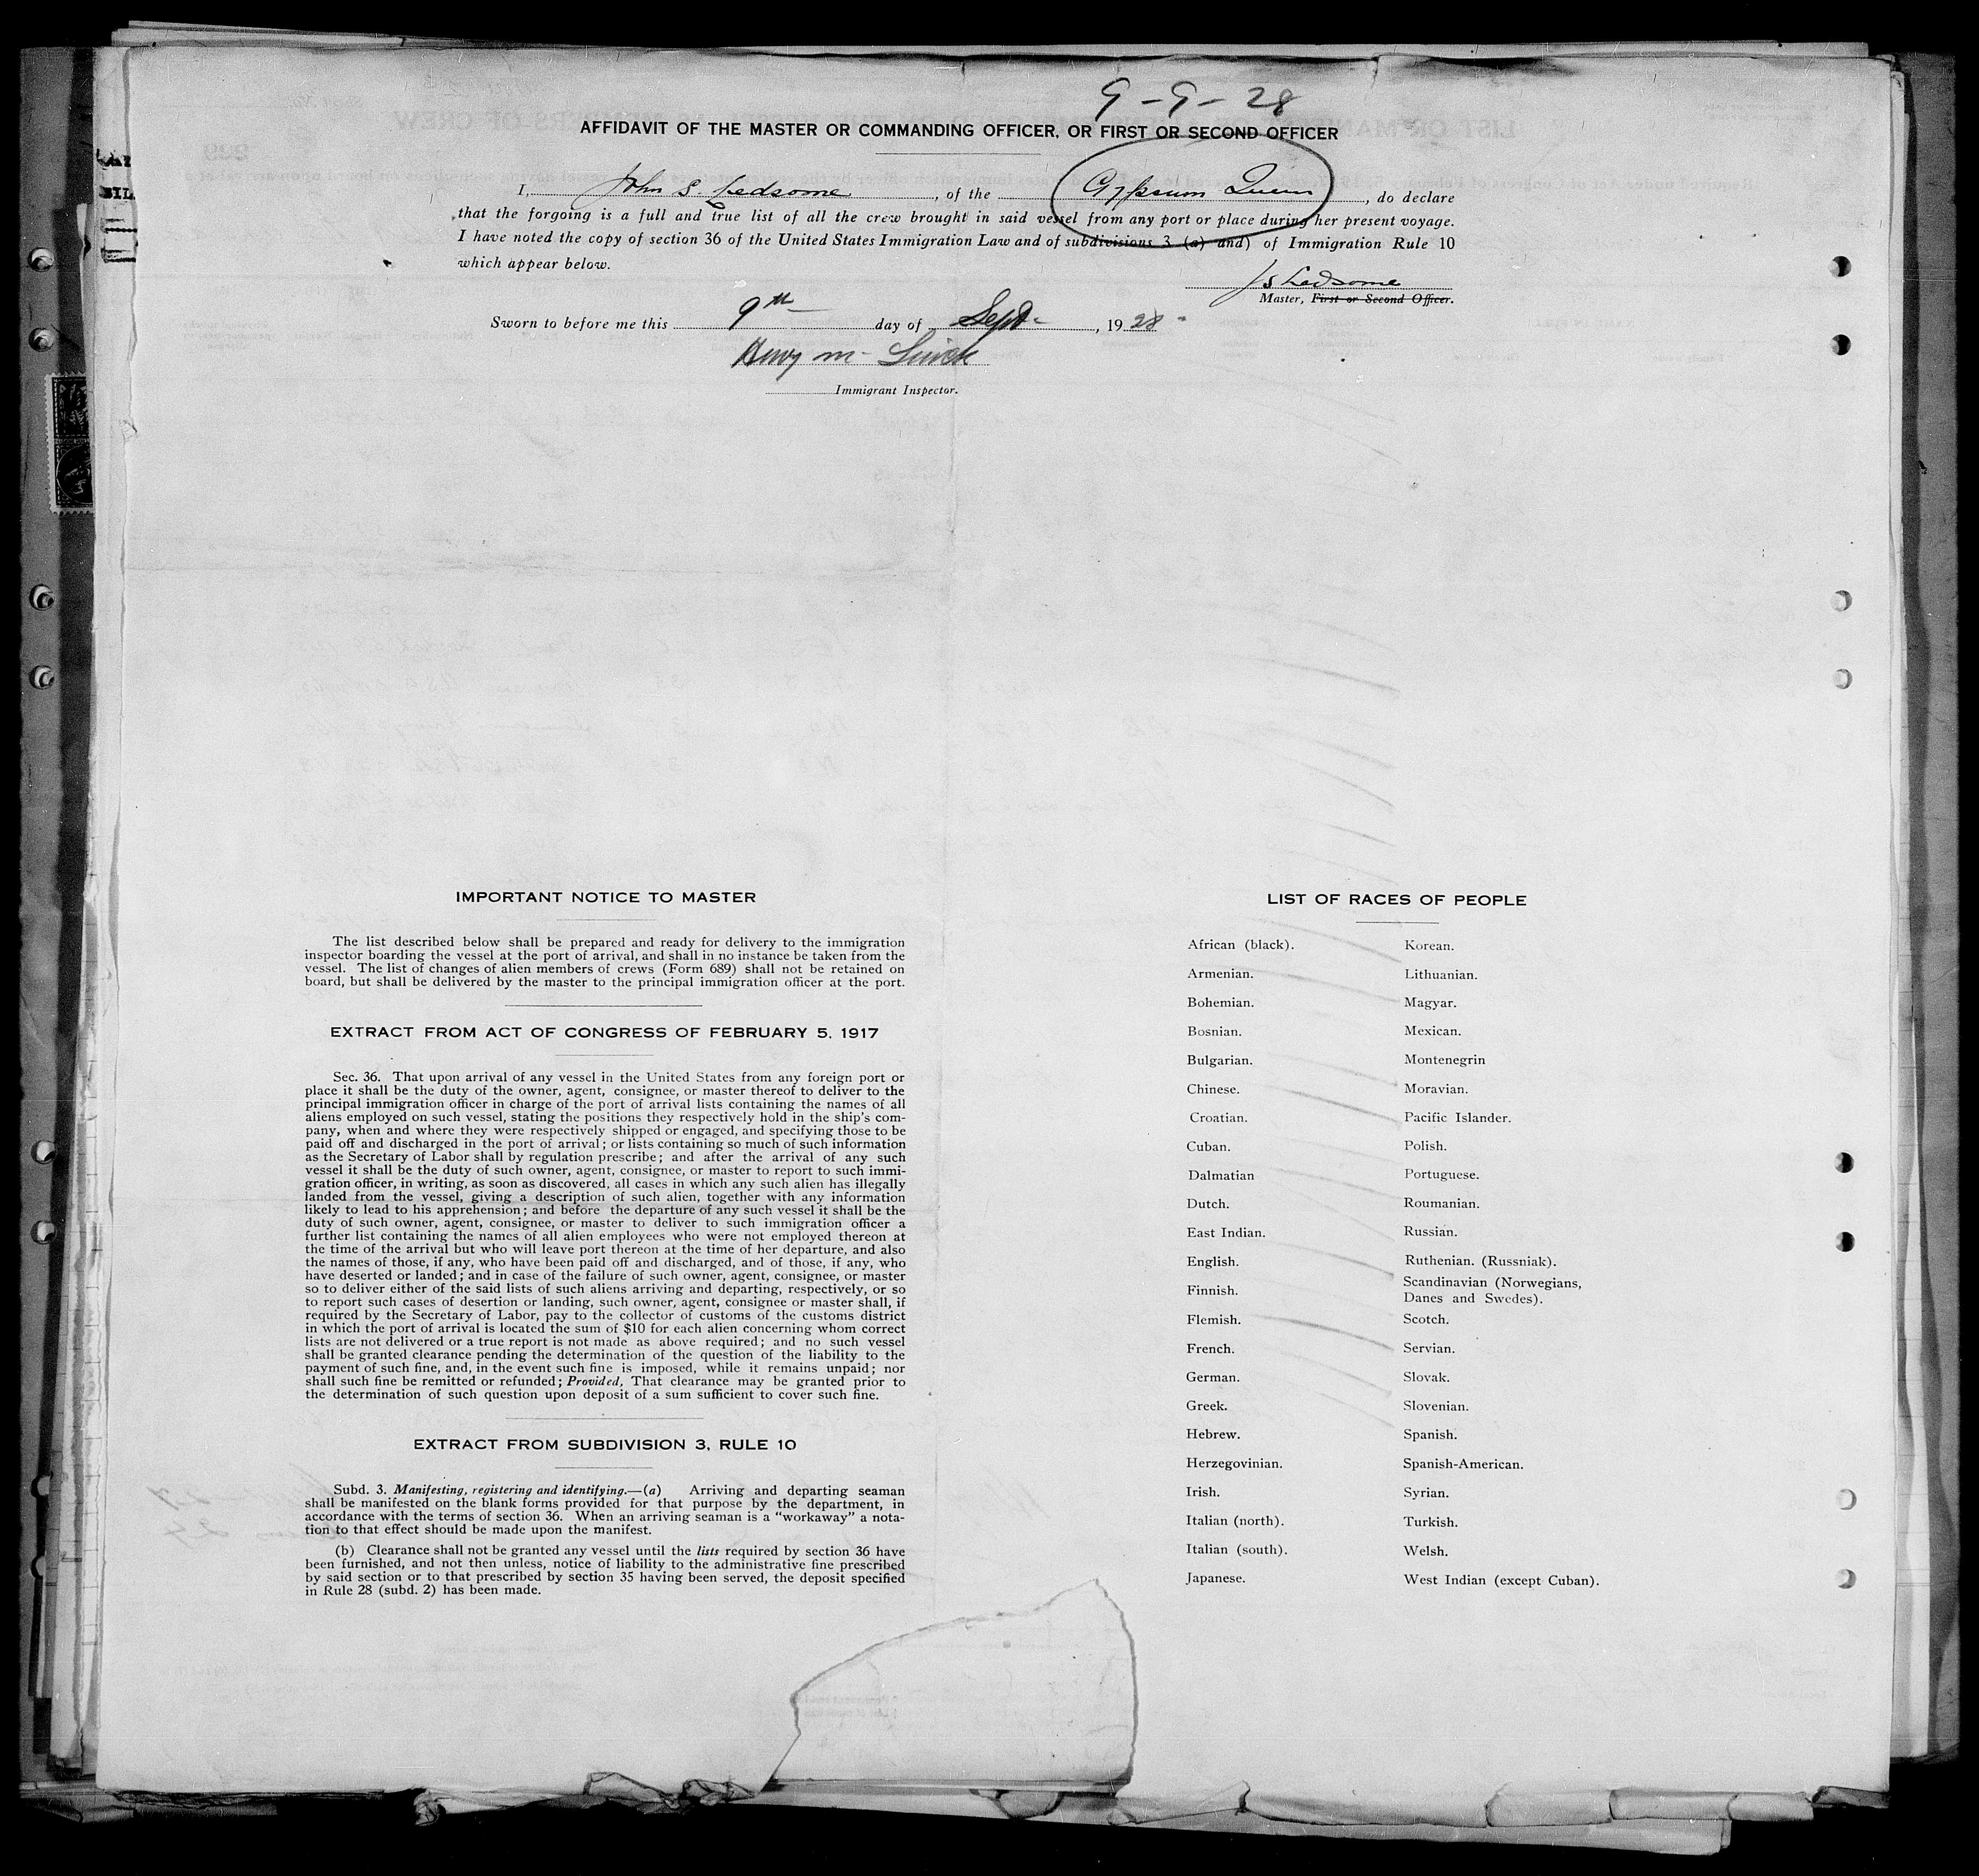 9-9-28
AFFIDAVIT OF THE MASTER OR COMMANDING OFFICER, OR FIRST OR SECOND OFFICER
I, John S. Ledsome, of the Gypsum Queen, do declare
that the forgoing is a full and true list of all the crew brought in said vessel from any port or place during her present voyage.
I have noted the copy of section 36 of the United States Immigration Law and of subdivisions 3 (a) and) of Immigration Rule 10
which appear below.
J S Ledsome
Master, First or Second Officer.
Sworn to before me this 9th day of Sept. , 19 28
Immigrant Inspector.
IMPORTANT NOTICE TO MASTER
The list described below shall be prepared and ready for delivery to the immigration
inspector boarding the vessel at the port of arrival, and shall in no instance be taken from the
vessel. The list of changes of alien members of crews (Form 689) shall not be retained on
board, but shall be delivered by the master to the principal immigration officer at the port.
EXTRACT FROM ACT OF CONGRESS OF FEBRUARY 5, 1917
Sec. 36. That upon arrival of any vessel in the United States from any foreign port or
place it shall be the duty of the owner, agent, consignee, or master thereof to deliver to the
principal immigration officer in charge of the port of arrival lists containing the names of all
aliens employed on such vessel, stating the positions they respectively hold in the ship's com-
pany, when and where they were respectively shipped or engaged, and specifying those to be
paid off and discharged in the port of arrival; or lists containing so much of such information
as the Secretary of Labor shall by regulation prescribe; and after the arrival of any such
vessel it shall be the duty of such owner, agent, consignee, or master to report to such immi-
gration officer, in writing, as soon as discovered, all cases in which any such alien has illegally
landed from the vessel, giving a description of such alien, together with any information
likely to lead to his apprehension; and before the departure of any such vessel it shall be the
duty of such owner, agent, consignee, or master to deliver to such immigration officer a
further list containing the names of all alien employees who were not employed thereon at
the time of the arrival but who will leave port thereon at the time of her departure, and also
the names of those, if any, who have been paid off and discharged, and of those, if any, who
have deserted or landed; and in case of the failure of such owner, agent, consignee, or master
so to deliver either of the said lists of such aliens arriving and departing, respectively, or so
to report such cases of desertion or landing, such owner, agent, consignee or master shall, if
required by the Secretary of Labor, pay to the collector of customs of the customs district
in which the port of arrival is located the sum of $10 for each alien concerning whom correct
lists are not delivered or a true report is not made as above required; and no such vessel
shall be granted clearance pending the determination of the question of the liability to the
payment of such fine, and, in the event such fine is imposed, while it remains unpaid; nor
shall such fine be remitted or refunded; Provided, That clearance may be granted prior to
the determination of such question upon deposit of a sum sufficient to cover such fine.
EXTRACT FROM SUBDIVISION 3, RULE 10
Subd. 3. Manifesting, registering and identifying.—(a) Arriving and departing seaman
shall be manifested on the blank forms provided for that purpose by the department, in
accordance with the terms of section 36. When an arriving seaman is a "workaway" a nota-
tion to that effect should be made upon the manifest.
(b) Clearance shall not be granted any vessel until the lists required by section 36 have
been furnished, and not then unless, notice of liability to the administrative fine prescribed
by said section or to that prescribed by section 35 having been served, the deposit specified
in Rule 28 (subd. 2) has been made.
LIST OF RACES OF PEOPLE
African (black).
Armenian.
Bohemian.
Bosnian.
Bulgarian.
Chinese.
Croatian.
Cuban.
Dalmatian
Dutch.
East Indian.
English.
Finnish.
Flemish.
French.
German.
Greek.
Hebrew.
Herzegovinian.
Irish.
Italian (north).
Italian (south).
Japanese.
Korean.
Lithuanian.
Magyar.
Mexican.
Montenegrin
Moravian.
Pacific Islander.
Polish.
Portuguese.
Roumanian.
Russian.
Ruthenian. (Russniak).
Scandinavian (Norwegians,
Danes and Swedes).
Scotch.
Servian.
Slovak.
Slovenian.
Spanish.
Spanish-American.
Syrian.
Turkish.
Welsh.
West Indian (except Cuban).